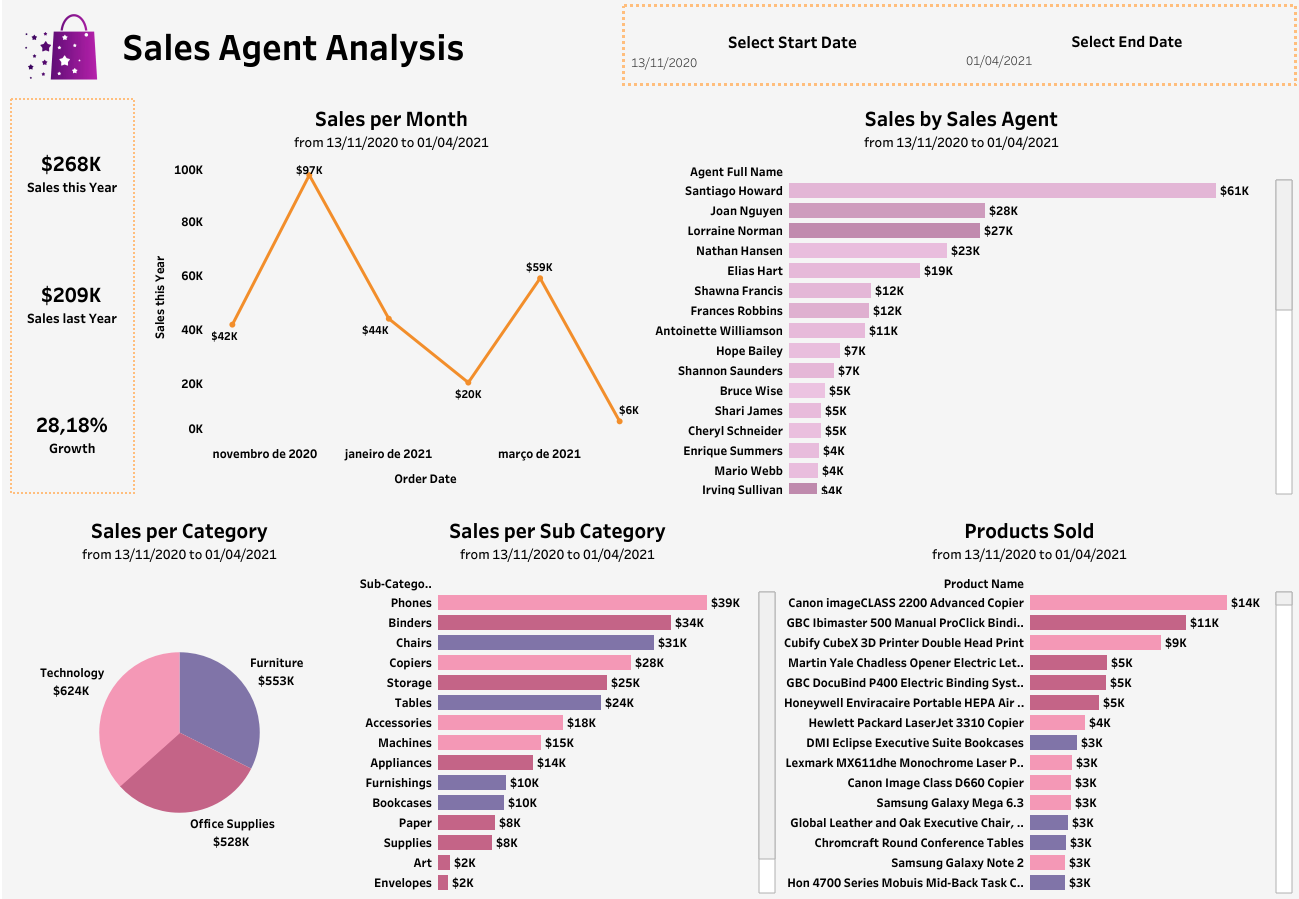 Sales Agent Analysis
Select Start Date
Select End Date
13/11/2020
01/04/2021
$268K
Sales this Year
$209K
Sales last Year
28,18%
Growth
Sales per Month
from 13/11/2020 to 01/04/2021
Sales this Year
100K
80K
60K
40K
20K
0K
$42K
$97K
$44K
$20K
$59K
$6K
novembro de 2020
janeiro de 2021
março de 2021
Order Date
Sales by Sales Agent
from 13/11/2020 to 01/04/2021
Agent Full Name
Santiago Howard $61K
Joan Nguyen $28K
Lorraine Norman $27K
Nathan Hansen $23K
Elias Hart $19K
Shawna Francis $12K
Frances Robbins $12K
Antoinette Williamson $11K
Hope Bailey $7K
Shannon Saunders $7K
Bruce Wise $5K
Shari James $5K
Cheryl Schneider $5K
Enrique Summers $4K
Mario Webb $4K
Irving Sullivan $4K
Sales per Category
from 13/11/2020 to 01/04/2021
Technology
$624K
Furniture
$553K
Office Supplies
$528K
Sales per Sub Category
from 13/11/2020 to 01/04/2021
Sub-Catego..
Phones $39K
Binders $34K
Chairs $31K
Copiers $28K
Storage $25K
Tables $24K
Accessories $18K
Machines $15K
Appliances $14K
Furnishings $10K
Bookcases $10K
Paper $8K
Supplies $8K
Art $2K
Envelopes $2K
Products Sold
from 13/11/2020 to 01/04/2021
Product Name
Canon imageCLASS 2200 Advanced Copier $14K
GBC Ibimaster 500 Manual ProClick Bindi.. $11K
Cubify CubeX 3D Printer Double Head Print $9K
Martin Yale Chadless Opener Electric Let.. $5K
GBC DocuBind P400 Electric Binding Syst.. $5K
Honeywell Enviracaire Portable HEPA Air .. $5K
Hewlett Packard LaserJet 3310 Copier $4K
DMI Eclipse Executive Suite Bookcases $3K
Lexmark MX611dhe Monochrome Laser P.. $3K
Canon Image Class D660 Copier $3K
Samsung Galaxy Mega 6.3 $3K
Global Leather and Oak Executive Chair, .. $3K
Chromcraft Round Conference Tables $3K
Samsung Galaxy Note 2 $3K
Hon 4700 Series Mobuis Mid-Back Task C.. $3K